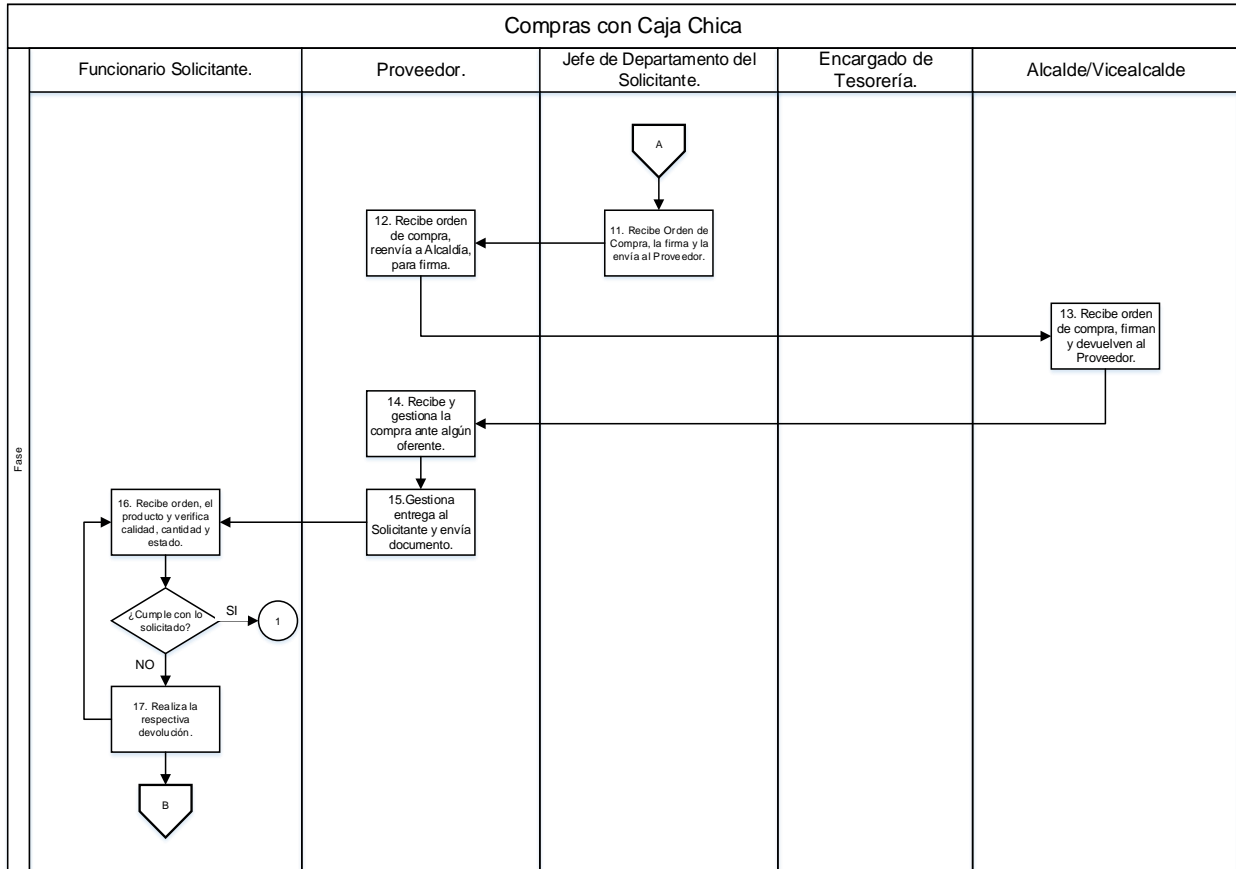 Compras con Caja Chica
Fase
Funcionario Solicitante.
Proveedor.
Jefe de Departamento del
Solicitante.
Encargado de
Tesorería.
Alcalde/Vicealcalde
A
11. Recibe Orden de
Compra, la firma y la
envía al Proveedor.
12. Recibe orden
de compra,
reenvía a Alcaldía,
para firma.
13. Recibe orden
de compra, firman
y devuelven al
Proveedor.
14. Recibe y
gestiona la
compra ante algún
oferente.
15.Gestiona
entrega al
Solicitante y envía
documento.
16. Recibe orden, el
producto y verifica
calidad, cantidad y
estado.
¿Cumple con lo
solicitado?
SI
1
NO
17. Realiza la
respectiva
devolución.
B